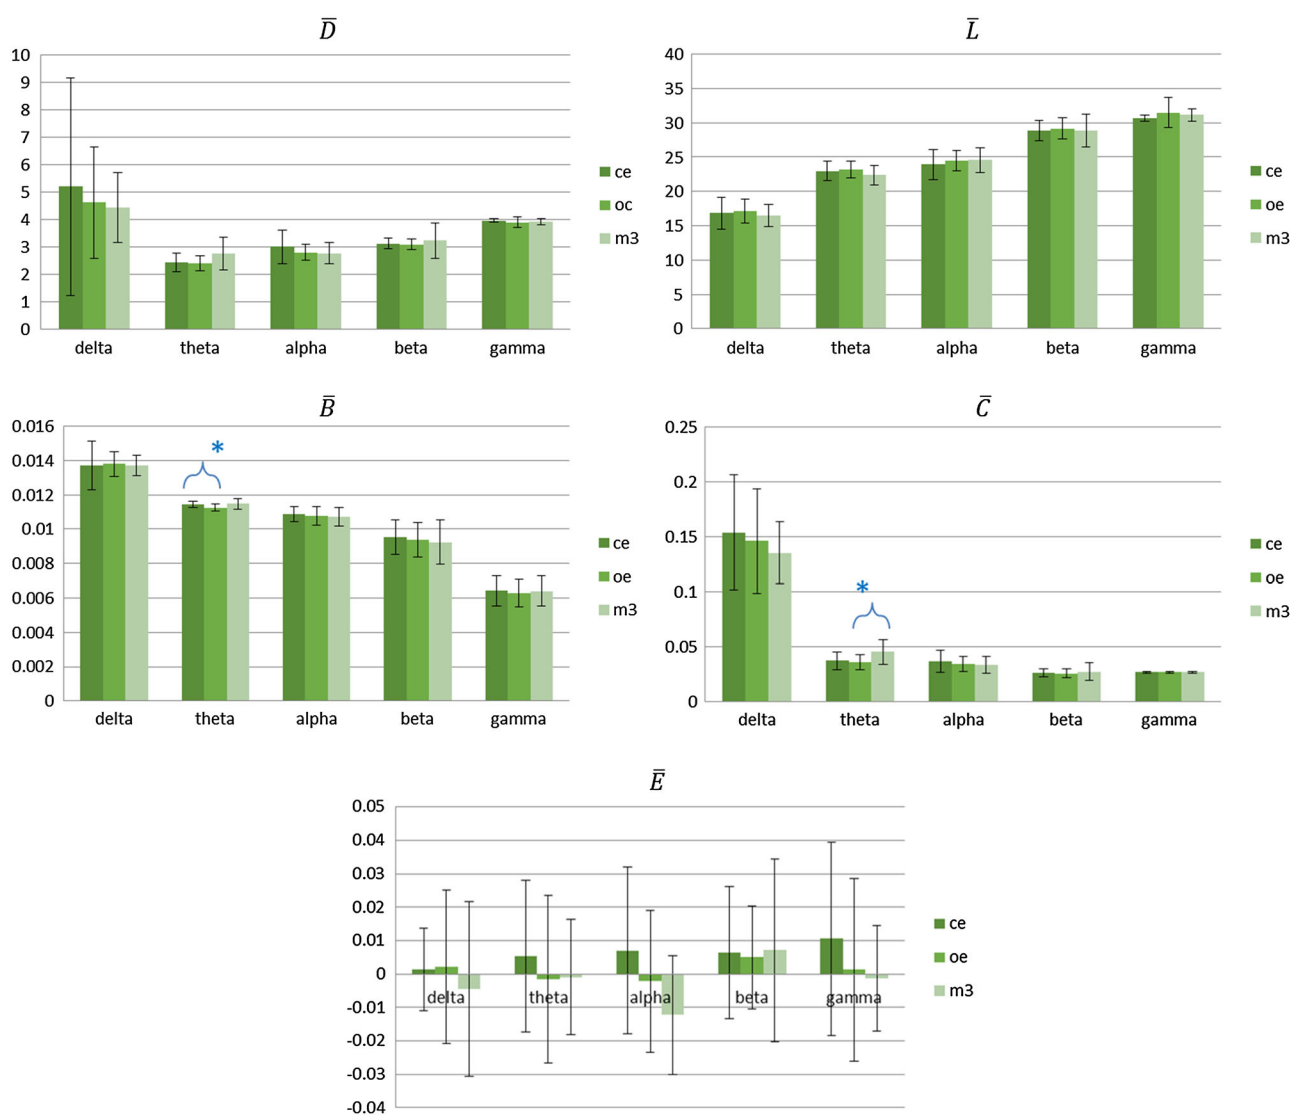 D̅
10
9
8
7
6
5
4
3
2
1
0
delta theta alpha beta gamma
ce
oc
m3
L̅
40
35
30
25
20
15
10
5
0
delta theta alpha beta gamma
ce
oe
m3
B̅
0.016
0.014
0.012
0.01
0.008
0.006
0.004
0.002
0
*
delta theta alpha beta gamma
ce
oe
m3
C̅
0.25
0.2
0.15
0.1
0.05
0
*
delta theta alpha beta gamma
ce
oe
m3
E̅
0.05
0.04
0.03
0.02
0.01
0
-0.01
-0.02
-0.03
-0.04
delta theta alpha beta gamma
ce
oe
m3